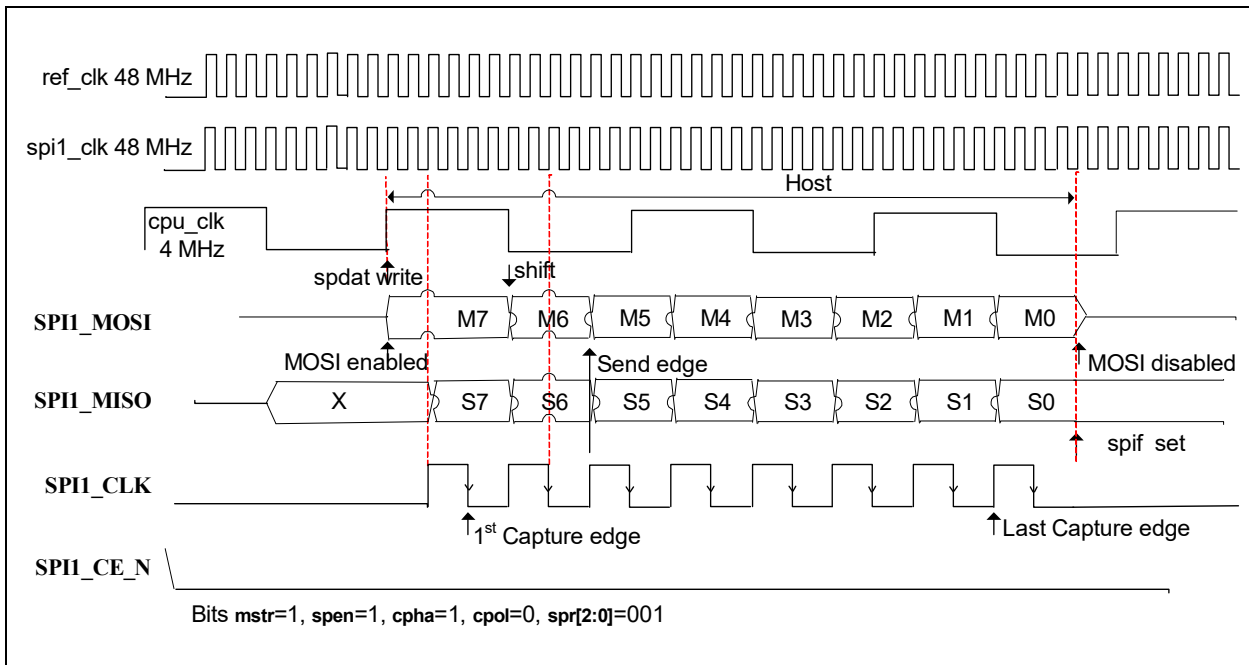 ref_clk 48 MHz
spi1_clk 48 MHz
Host
cpu_clk
4 MHz
spdat write
shift
SPI1_MOSI
M7 M6 M5 M4 M3 M2 M1 M0
MOSI enabled
Send edge
MOSI disabled
SPI1_MISO
X S7 S6 S5 S4 S3 S2 S1 S0
spif set
SPI1_CLK
1st Capture edge
Last Capture edge
SPI1_CE_N
Bits mstr=1, spen=1, cpha=1, cpol=0, spr[2:0]=001